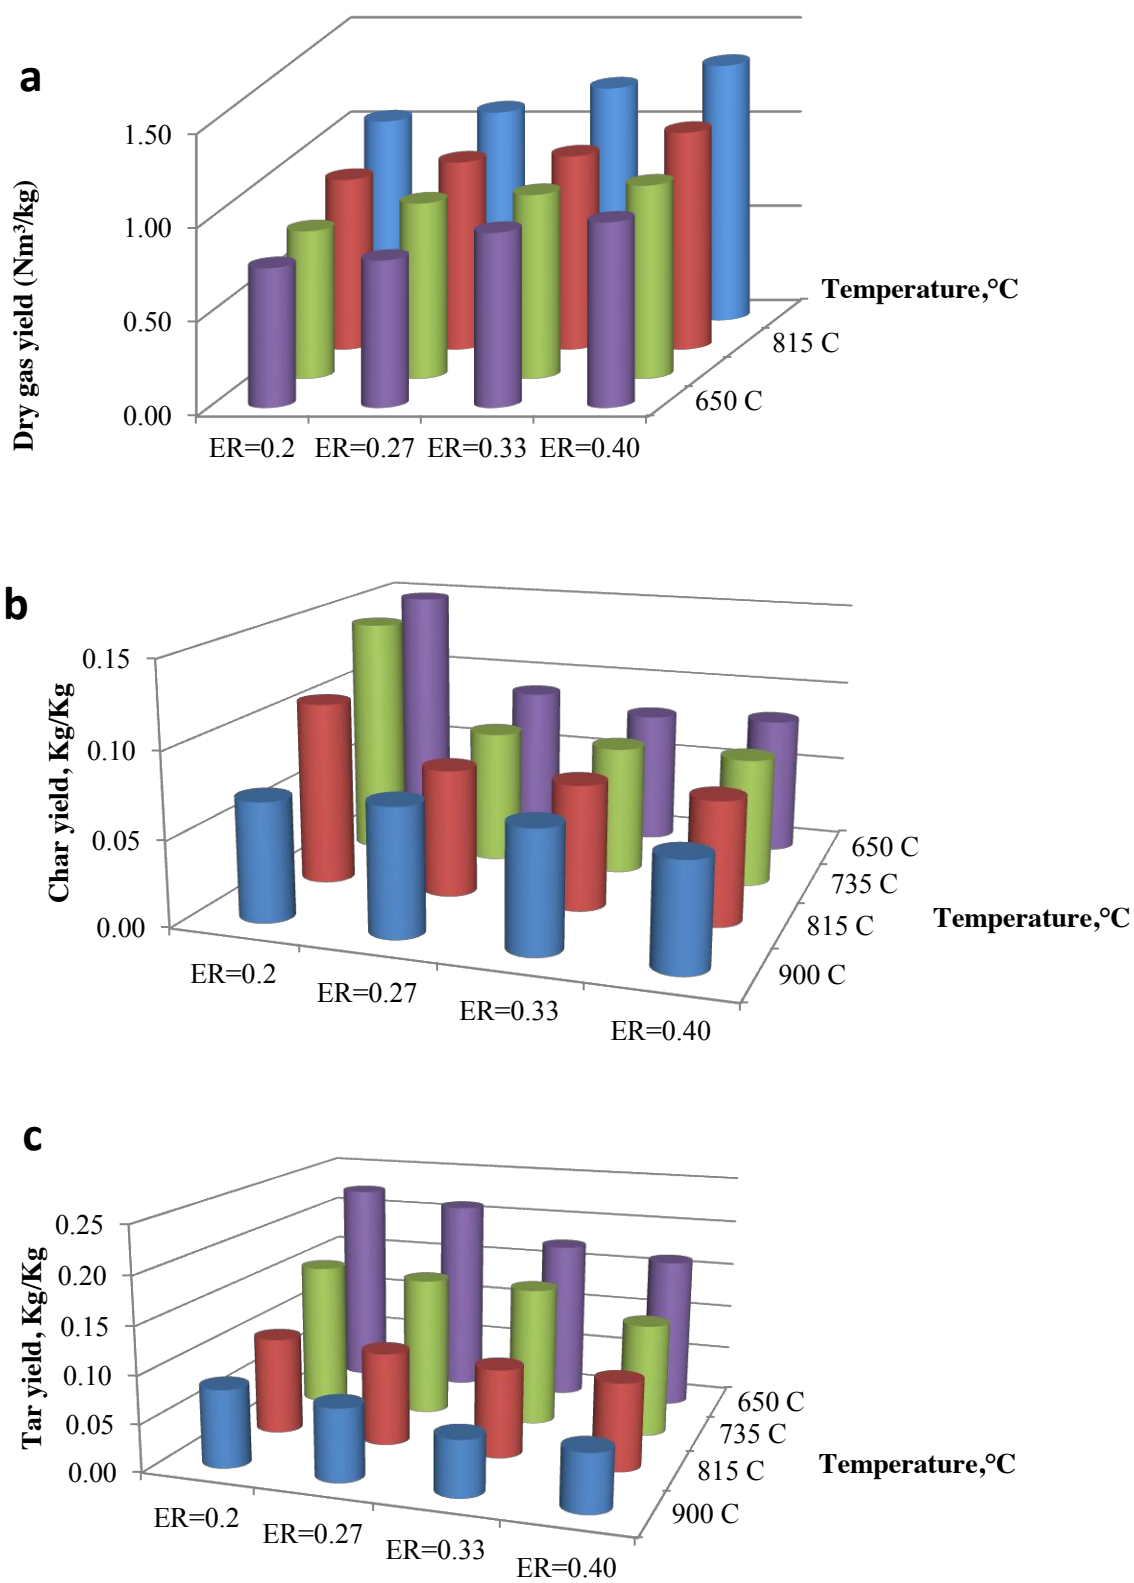 a
Dry gas yield (Nm³/kg)
1.50
1.00
0.50
0.00
ER=0.2 ER=0.27 ER=0.33 ER=0.40
Temperature,°C
815 C
650 C
b
Char yield, Kg/Kg
0.15
0.10
0.05
0.00
ER=0.2
ER=0.27
ER=0.33
ER=0.40
650 C
735 C
815 C
900 C
Temperature,°C
c
Tar yield, Kg/Kg
0.25
0.20
0.15
0.10
0.05
0.00
ER=0.2
ER=0.27
ER=0.33
ER=0.40
650 C
735 C
815 C
900 C
Temperature,°C